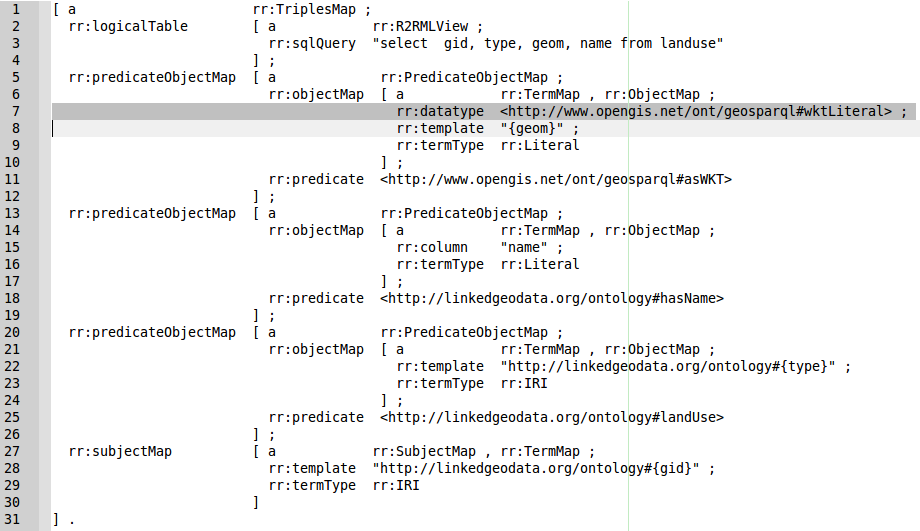 1 [ a rr:TriplesMap ;
2 rr:logicalTable [ a rr:R2RMLView ;
3 rr:sqlQuery "select gid, type, geom, name from landuse"
4 ] ;
5 rr:predicateObjectMap [ a rr:PredicateObjectMap ;
6 rr:objectMap [ a rr:TermMap , rr:ObjectMap ;
7 rr:datatype <http://www.opengis.net/ont/geosparql#wktLiteral> ;
8 rr:template "{geom}" ;
9 rr:termType rr:Literal
10 ] ;
11 rr:predicate <http://www.opengis.net/ont/geosparql#asWKT>
12 ] ;
13 rr:predicateObjectMap [ a rr:PredicateObjectMap ;
14 rr:objectMap [ a rr:TermMap , rr:ObjectMap ;
15 rr:column "name" ;
16 rr:termType rr:Literal
17 ] ;
18 rr:predicate <http://linkedgeodata.org/ontology#hasName>
19 ] ;
20 rr:predicateObjectMap [ a rr:PredicateObjectMap ;
21 rr:objectMap [ a rr:TermMap , rr:ObjectMap ;
22 rr:template "http://linkedgeodata.org/ontology#{type}" ;
23 rr:termType rr:IRI
24 ] ;
25 rr:predicate <http://linkedgeodata.org/ontology#landUse>
26 ] ;
27 rr:subjectMap [ a rr:SubjectMap , rr:TermMap ;
28 rr:template "http://linkedgeodata.org/ontology#{gid}" ;
29 rr:termType rr:IRI
30 ]
31 ] .